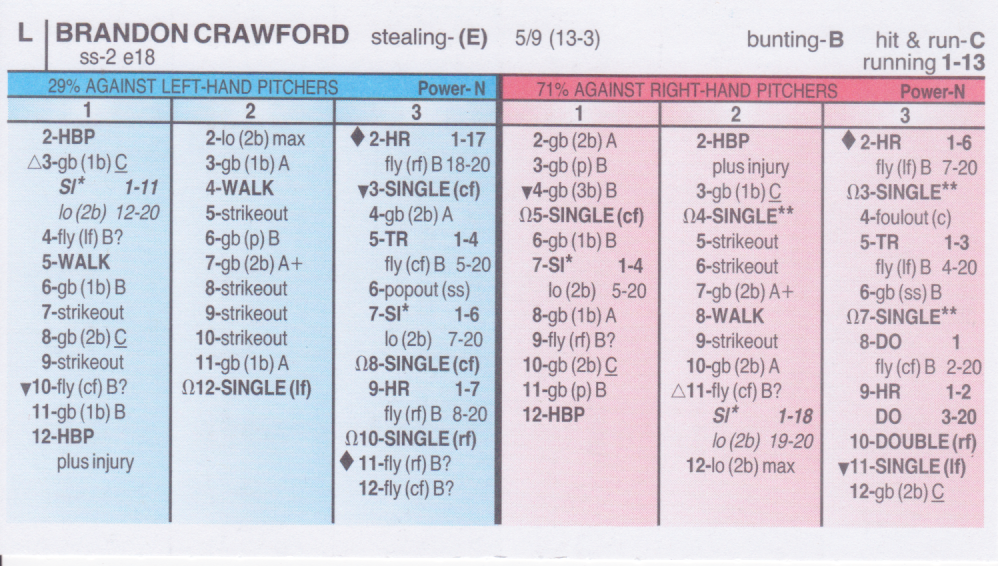 L BRANDON CRAWFORD stealing- (E) 5/9 (13-3) bunting-B hit & run-C
ss-2 e18 running 1-13
29% AGAINST LEFT-HAND PITCHERS Power-N
1 2 3
2-HBP
△3-gb (1b) C
SI* 1-11
lo (2b) 12-20
4-fly (lf) B?
5-WALK
6-gb (1b) B
7-strikeout
8-gb (2b) C
9-strikeout
▼10-fly (cf) B?
11-gb (1b) B
12-HBP
plus injury
2-lo (2b) max
3-gb (1b) A
4-WALK
5-strikeout
6-gb (p) B
7-gb (2b) A+
8-strikeout
9-strikeout
10-strikeout
11-gb (1b) A
Ω12-SINGLE (lf)
♦ 2-HR 1-17
fly (rf) B 18-20
▼3-SINGLE (cf)
4-gb (2b) A
5-TR 1-4
fly (cf) B 5-20
6-popout (ss)
7-SI* 1-6
lo (2b) 7-20
Ω8-SINGLE (cf)
9-HR 1-7
fly (rf) B 8-20
Ω10-SINGLE (rf)
♦ 11-fly (rf) B?
12-fly (cf) B?
71% AGAINST RIGHT-HAND PITCHERS Power-N
1 2 3
2-gb (2b) A
3-gb (p) B
▼4-gb (3b) B
Ω5-SINGLE (cf)
6-gb (1b) B
7-SI* 1-4
lo (2b) 5-20
8-gb (1b) A
9-fly (rf) B?
10-gb (2b) C
11-gb (p) B
12-HBP
2-HBP
plus injury
3-gb (1b) C
Ω4-SINGLE**
5-strikeout
6-strikeout
7-gb (2b) A+
8-WALK
9-strikeout
10-gb (2b) A
△11-fly (cf) B?
SI* 1-18
lo (2b) 19-20
12-lo (2b) max
♦ 2-HR 1-6
fly (lf) B 7-20
Ω3-SINGLE**
4-foulout (c)
5-TR 1-3
fly (lf) B 4-20
6-gb (ss) B
Ω7-SINGLE**
8-DO 1
fly (cf) B 2-20
9-HR 1-2
DO 3-20
10-DOUBLE (rf)
▼11-SINGLE (lf)
12-gb (2b) C